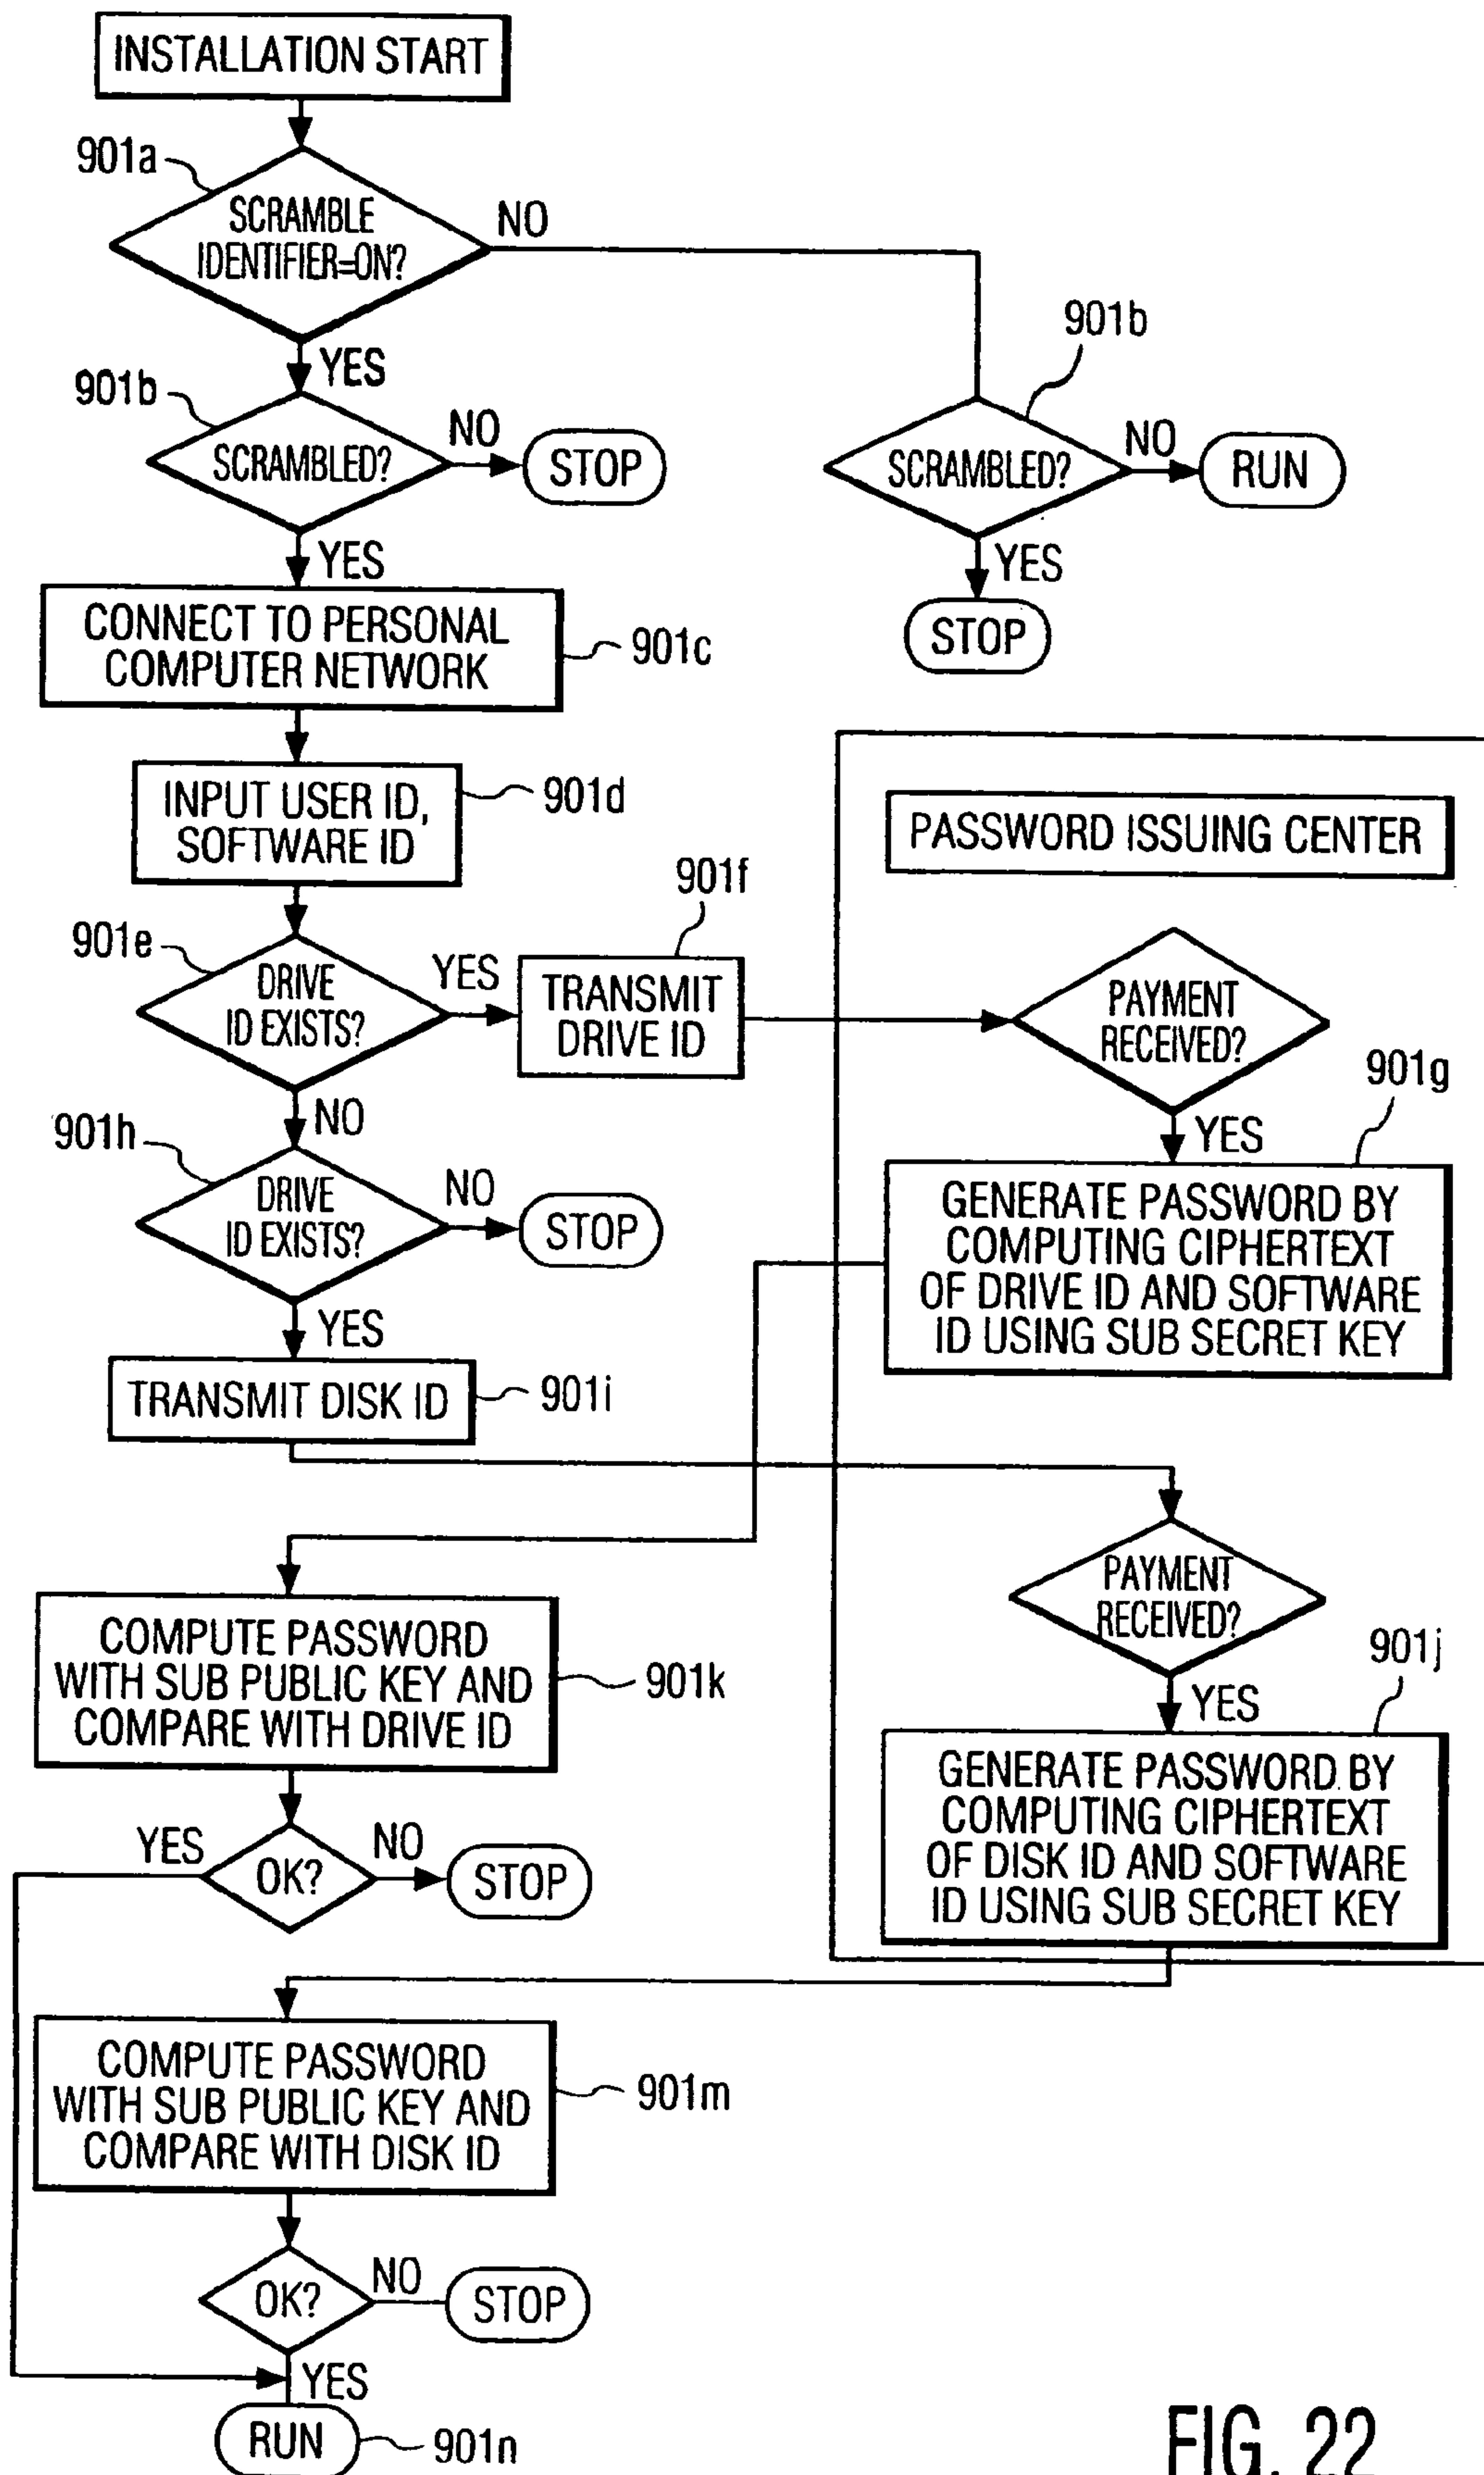 INSTALLATION START
901a
SCRAMBLE
IDENTIFIER=ON?
NO
YES
901b
SCRAMBLED?
NO
STOP
YES
901b
SCRAMBLED?
NO
RUN
YES
STOP
CONNECT TO PERSONAL
COMPUTER NETWORK
901c
INPUT USER ID,
SOFTWARE ID
901d
PASSWORD ISSUING CENTER
901e
DRIVE
ID EXISTS?
YES
901f
TRANSMIT
DRIVE ID
PAYMENT
RECEIVED?
YES
901g
GENERATE PASSWORD BY
COMPUTING CIPHERTEXT
OF DRIVE ID AND SOFTWARE
ID USING SUB SECRET KEY
NO
901h
DRIVE
ID EXISTS?
NO
STOP
YES
TRANSMIT DISK ID
901i
PAYMENT
RECEIVED?
YES
901j
GENERATE PASSWORD BY
COMPUTING CIPHERTEXT
OF DISK ID AND SOFTWARE
ID USING SUB SECRET KEY
COMPUTE PASSWORD
WITH SUB PUBLIC KEY AND
COMPARE WITH DRIVE ID
901k
YES
OK?
NO
STOP
COMPUTE PASSWORD
WITH SUB PUBLIC KEY AND
COMPARE WITH DISK ID
901m
OK?
NO
STOP
YES
RUN
901n
FIG. 22